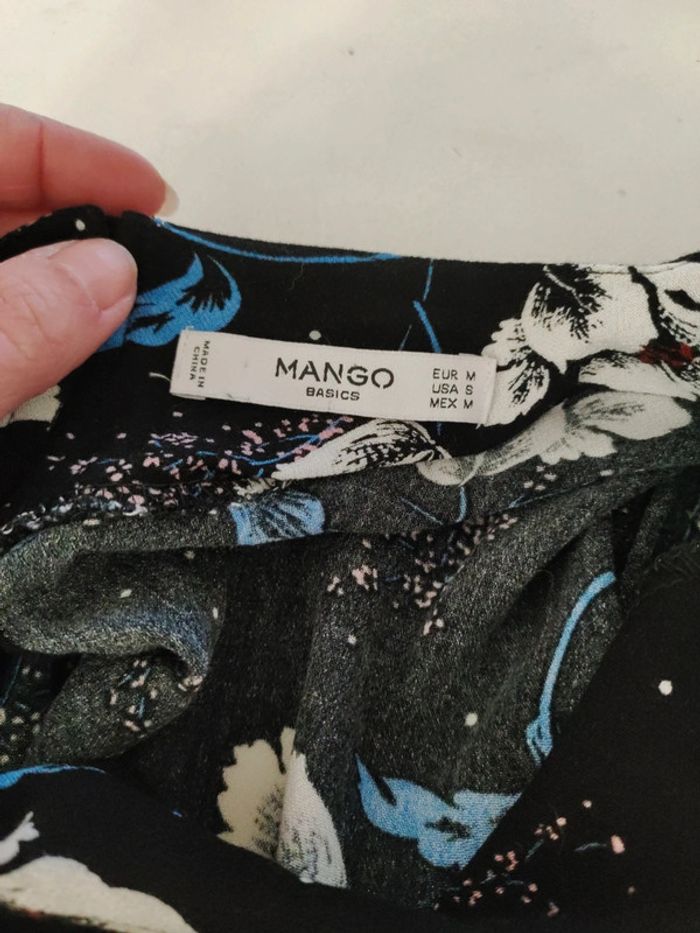 MADE IN
CHINA
MANGO
BASICS
EUR M
USA S
MEX M